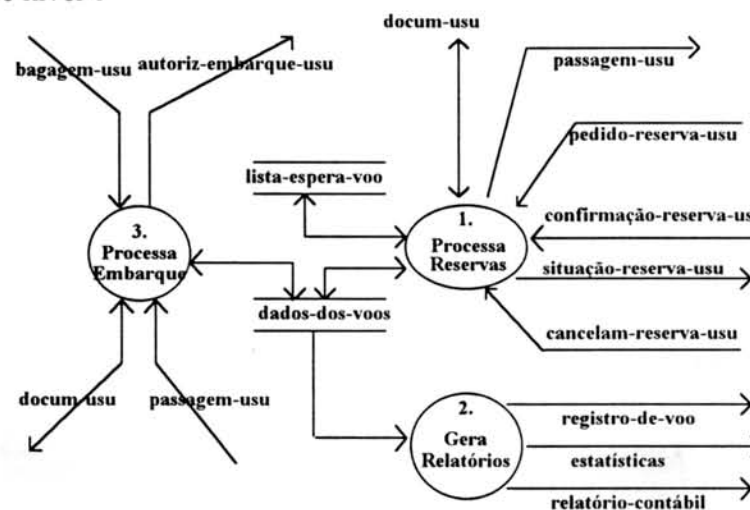 docum-usu
bagagem-usu
autoriz-embarque-usu
passagem-usu
pedido-reserva-usu
lista-espera-voo
3.
Processa
Embarque
1.
Processa
Reservas
confirmação-reserva-us
situação-reserva-usu
dados-dos-voos
cancelam-reserva-usu
docum-usu
passagem-usu
2.
Gera
Relatórios
registro-de-voo
estatísticas
relatório-contábil